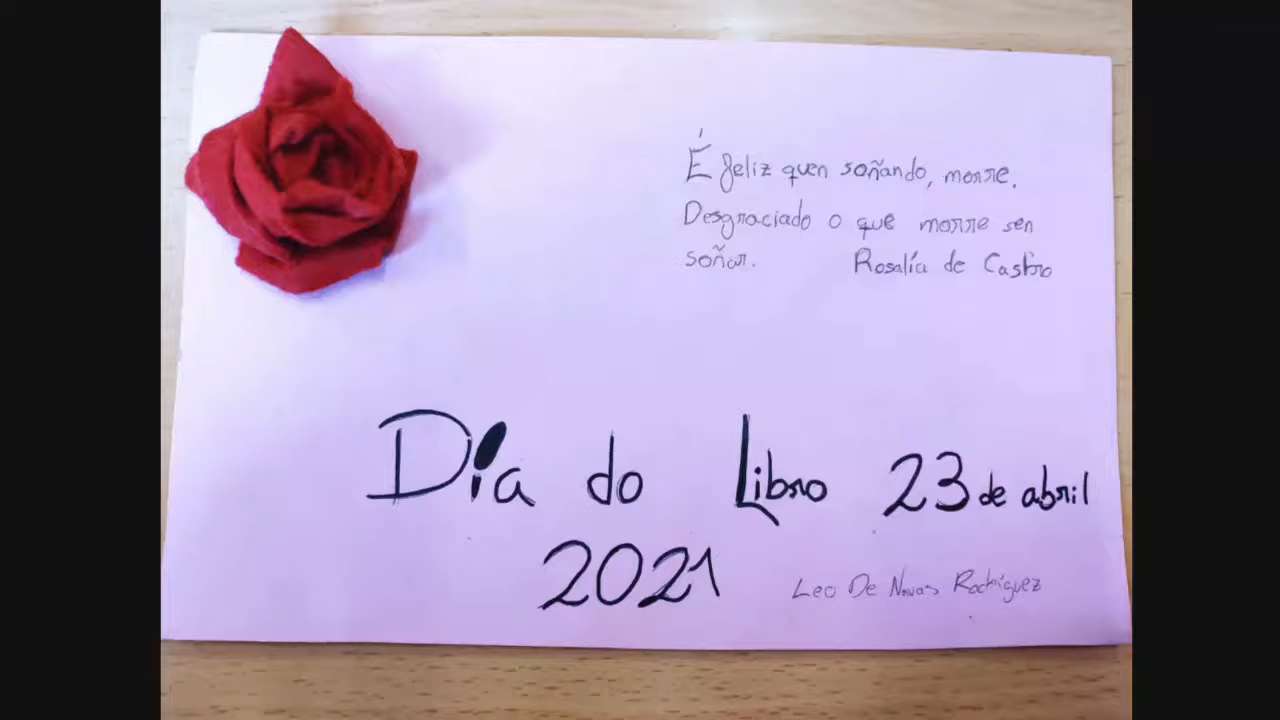 É feliz quen soñando, morre.
Desgraciado o que morre sen
soñar. Rosalía de Castro
Día do Libro 23 de abril
2021
Leo De Novas Rodríguez